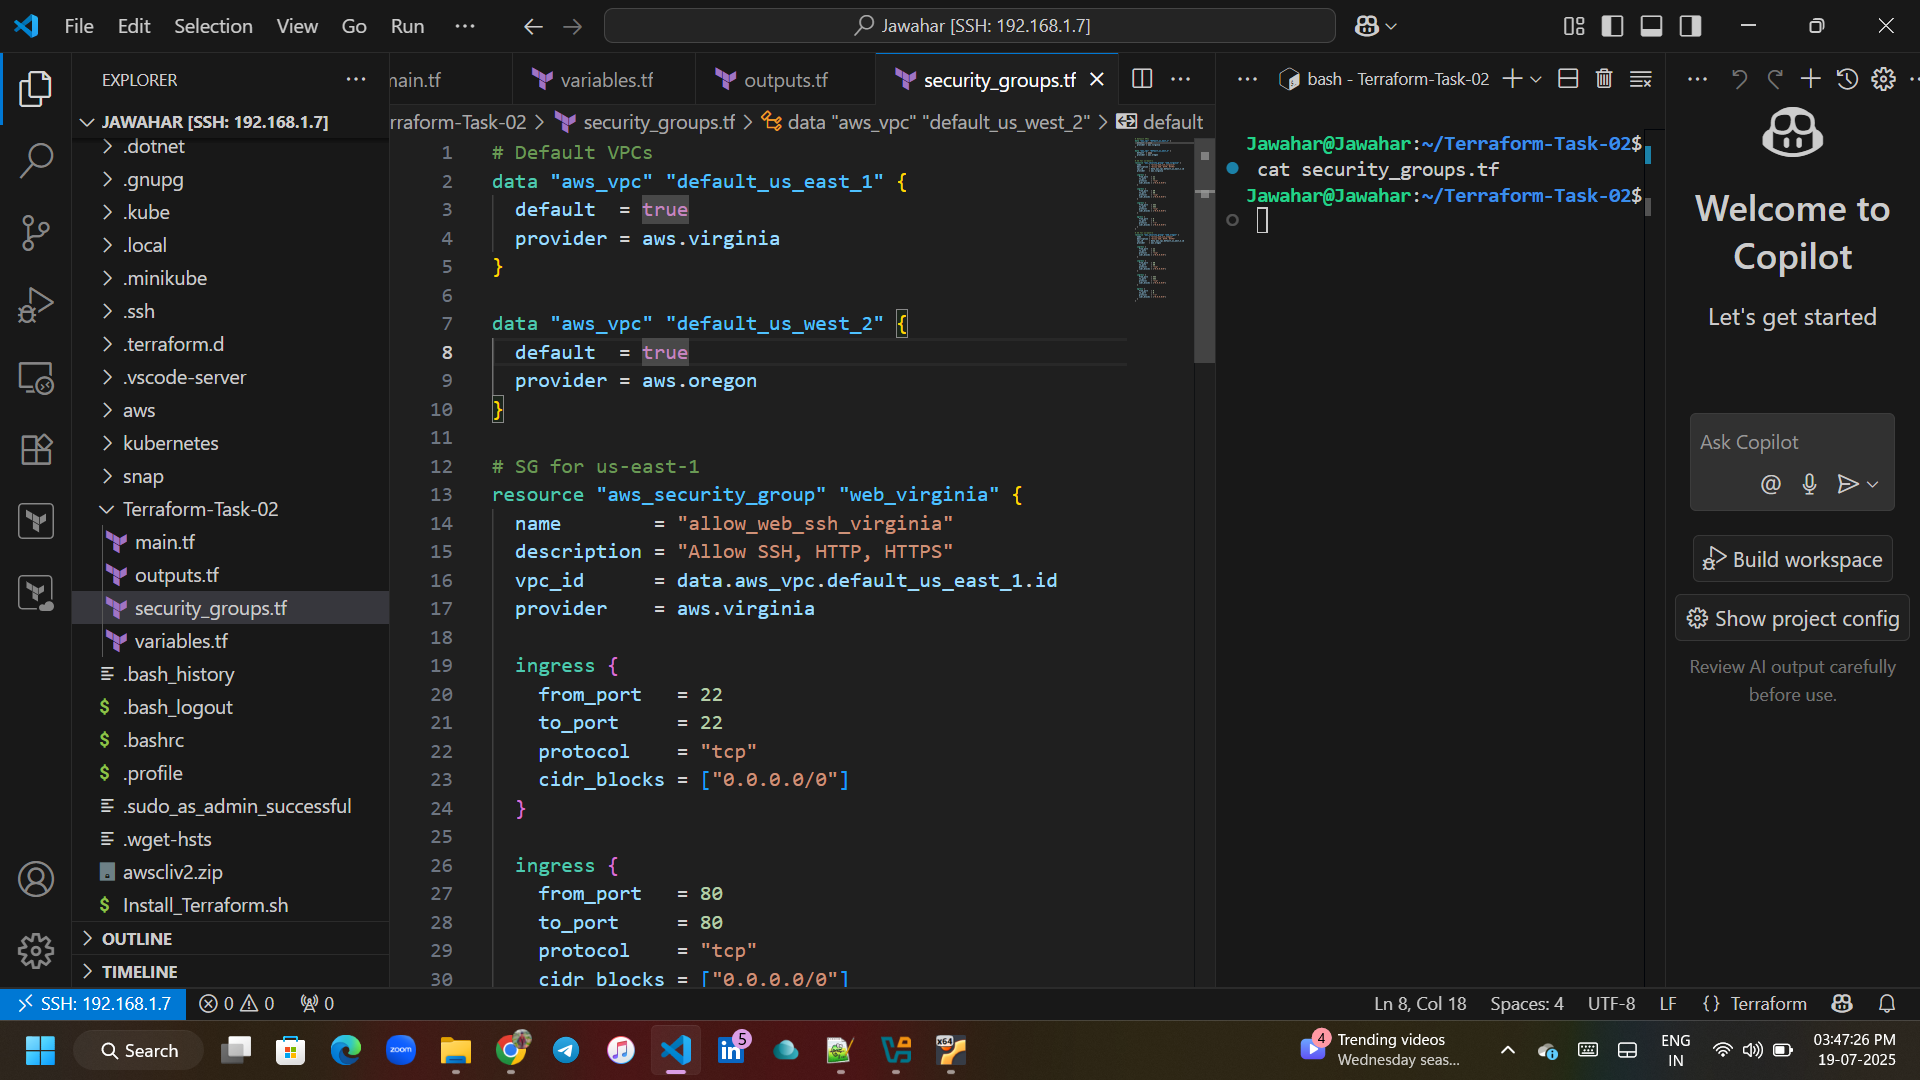 File Edit Selection View Go Run ···
Jawahar [SSH: 192.168.1.7]
EXPLORER
JAWAHAR [SSH: 192.168.1.7]
.dotnet
.gnupg
.kube
.local
.minikube
.ssh
.terraform.d
.vscode-server
aws
kubernetes
snap
Terraform-Task-02
main.tf
outputs.tf
security_groups.tf
variables.tf
.bash_history
.bash_logout
.bashrc
.profile
.sudo_as_admin_successful
.wget-hsts
awscliv2.zip
Install_Terraform.sh
OUTLINE
TIMELINE
main.tf variables.tf outputs.tf security_groups.tf
rraform-Task-02 > security_groups.tf > data "aws_vpc" "default_us_west_2" > default
1 # Default VPCs
2 data "aws_vpc" "default_us_east_1" {
3 default = true
4 provider = aws.virginia
5 }
6
7 data "aws_vpc" "default_us_west_2" {
8 default = true
9 provider = aws.oregon
10 }
11
12 # SG for us-east-1
13 resource "aws_security_group" "web_virginia" {
14 name = "allow_web_ssh_virginia"
15 description = "Allow SSH, HTTP, HTTPS"
16 vpc_id = data.aws_vpc.default_us_east_1.id
17 provider = aws.virginia
18
19 ingress {
20 from_port = 22
21 to_port = 22
22 protocol = "tcp"
23 cidr_blocks = ["0.0.0.0/0"]
24 }
25
26 ingress {
27 from_port = 80
28 to_port = 80
29 protocol = "tcp"
30 cidr_blocks = ["0.0.0.0/0"]
bash - Terraform-Task-02
Jawahar@Jawahar:~/Terraform-Task-02$
cat security_groups.tf
Jawahar@Jawahar:~/Terraform-Task-02$
Welcome to
Copilot
Let's get started
Ask Copilot
Build workspace
Show project config
Review AI output carefully
before use.
SSH: 192.168.1.7 0 0 0
Ln 8, Col 18 Spaces: 4 UTF-8 LF {} Terraform
Search
zoom
in 5
x64
4
Trending videos
Wednesday seas...
ENG
IN
03:47:26 PM
19-07-2025